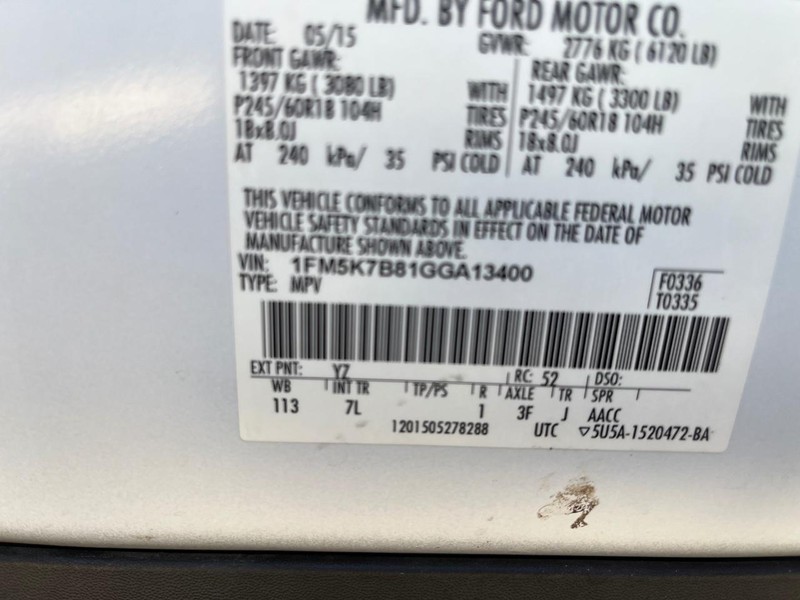 MFD. BY FORD MOTOR CO.
DATE: 05/15 GVWR: 2776 KG ( 6120 LB)
FRONT GAWR: REAR GAWR:
1397 KG ( 3080 LB) WITH 1497 KG ( 3300 LB) WITH
P245/60R18 104H TIRES P245/60R18 104H TIRES
18x8.0J RIMS 18x8.0J RIMS
AT 240 kPa/ 35 PSI COLD AT 240 kPa/ 35 PSI COLD
THIS VEHICLE CONFORMS TO ALL APPLICABLE FEDERAL MOTOR
VEHICLE SAFETY STANDARDS IN EFFECT ON THE DATE OF
MANUFACTURE SHOWN ABOVE.
VIN: 1FM5K7B81GGA13400
TYPE: MPV F0336
T0335
EXT PNT: YZ RC: 52 DSO:
WB INT TR TP/PS R AXLE TR SPR
113 7L 1 3F J AACC
1201505278288 UTC ▽5U5A-1520472-BA